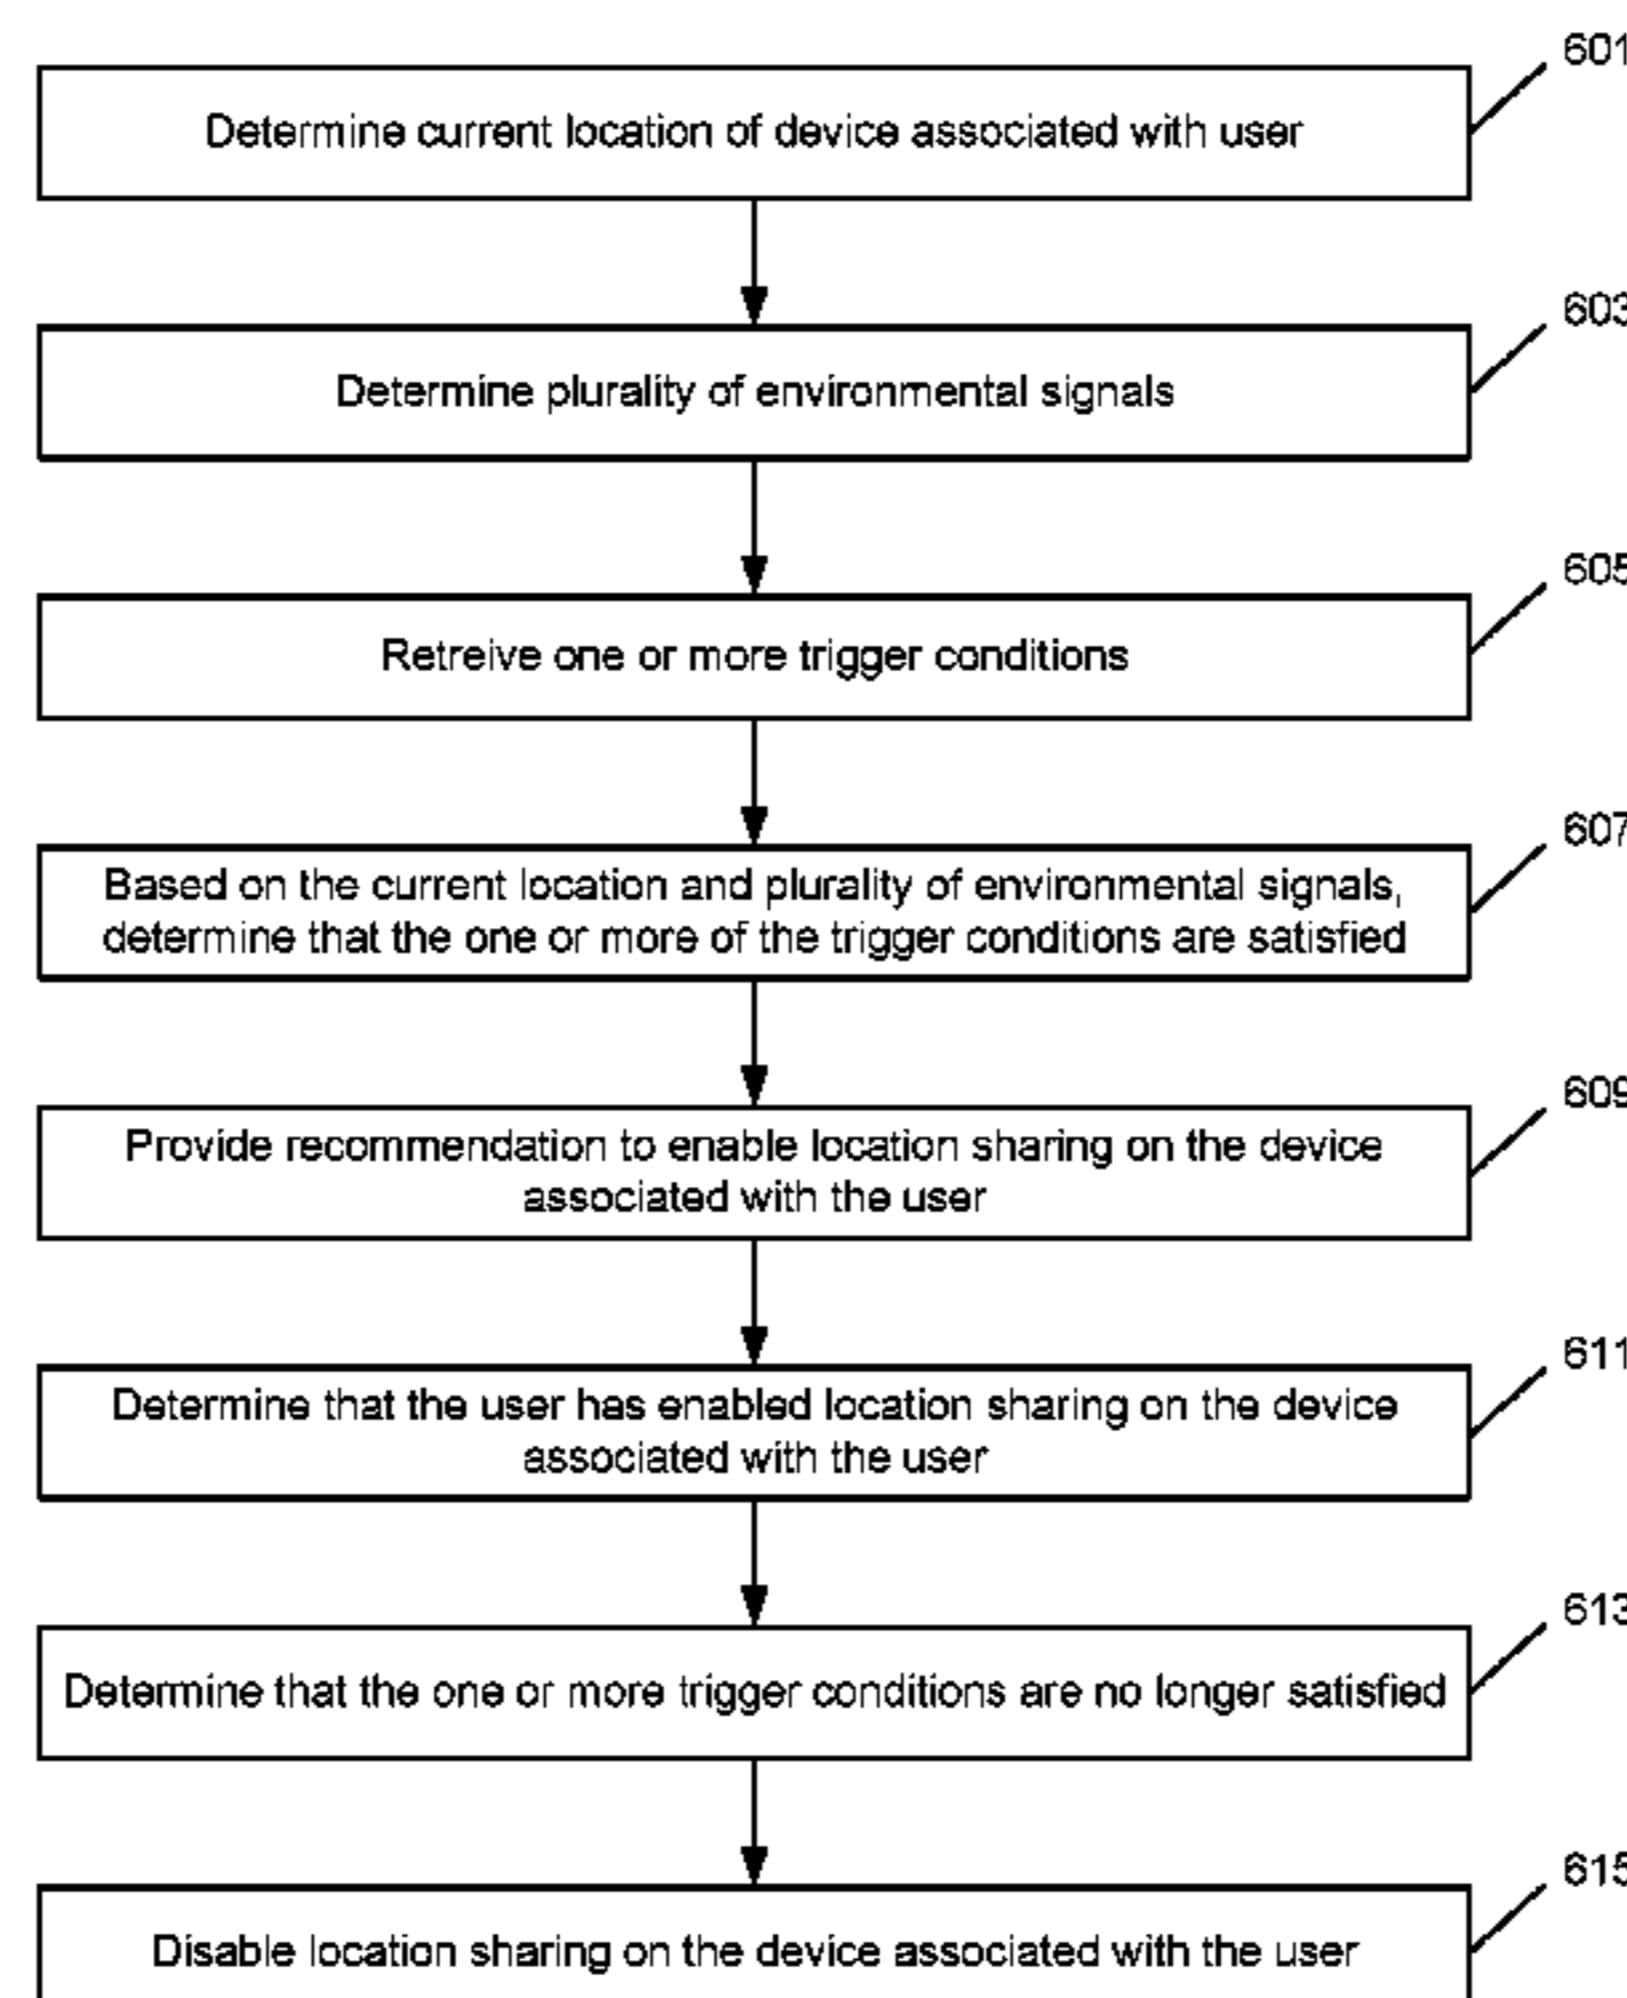 601
Determine current location of device associated with user
603
Determine plurality of environmental signals
605
Retreive one or more trigger conditions
607
Based on the current location and plurality of environmental signals,
determine that the one or more of the trigger conditions are satisfied
609
Provide recommendation to enable location sharing on the device
associated with the user
611
Determine that the user has enabled location sharing on the device
associated with the user
613
Determine that the one or more trigger conditions are no longer satisfied
615
Disable location sharing on the device associated with the user